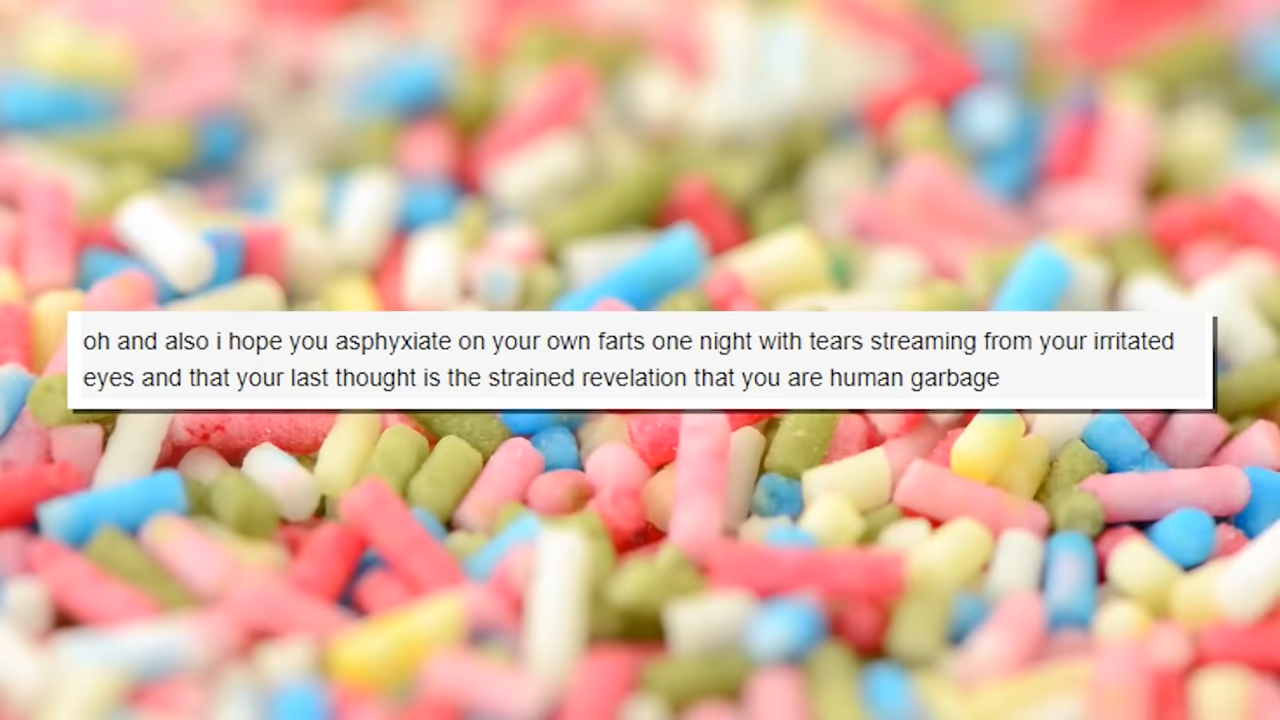 oh and also i hope you asphyxiate on your own farts one night with tears streaming from your irritated
eyes and that your last thought is the strained revelation that you are human garbage